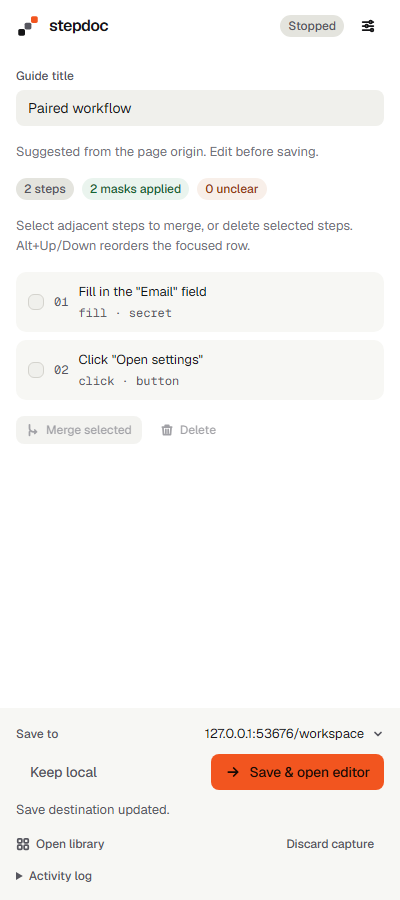 stepdoc
Stopped
Guide title
Paired workflow
Suggested from the page origin. Edit before saving.
2 steps
2 masks applied
0 unclear
Select adjacent steps to merge, or delete selected steps.
Alt+Up/Down reorders the focused row.
01
Fill in the "Email" field
fill · secret
02
Click "Open settings"
click · button
Merge selected
Delete
Save to
127.0.0.1:53676/workspace
Keep local
Save & open editor
Save destination updated.
Open library
Discard capture
Activity log